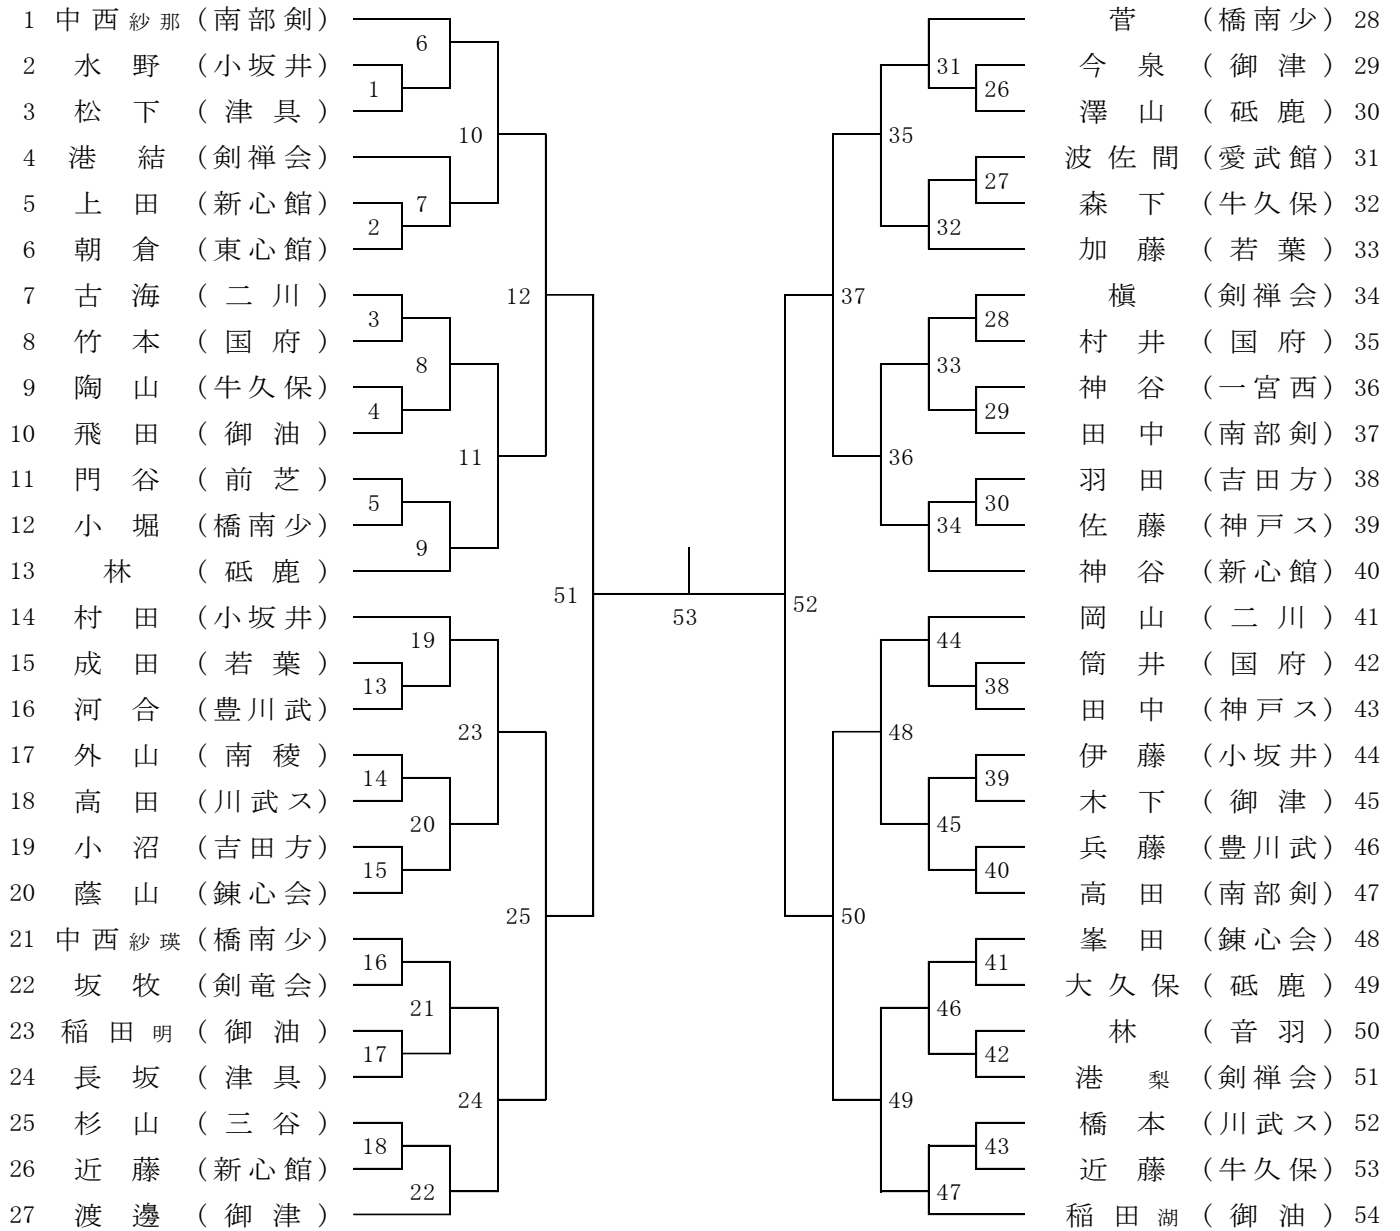 1 中西紗那 (南部剣)
2 水野 (小坂井)
3 松下 (津具)
4 港結 (剣禅会)
5 上田 (新心館)
6 朝倉 (東心館)
7 古海 (二川)
8 竹本 (国府)
9 陶山 (牛久保)
10 飛田 (御油)
11 門谷 (前芝)
12 小堀 (橋南少)
13 林 (砥鹿)
14 村田 (小坂井)
15 成田 (若葉)
16 河合 (豊川武)
17 外山 (南稜)
18 高田 (川武ス)
19 小沼 (吉田方)
20 蔭山 (錬心会)
21 中西紗瑛 (橋南少)
22 坂牧 (剣竜会)
23 稲田明 (御油)
24 長坂 (津具)
25 杉山 (三谷)
26 近藤 (新心館)
27 渡邊 (御津)
6
1
10
7
2
12
3
8
4
11
5
9
51
19
13
23
14
20
15
25
16
21
17
24
18
22
53
31
26
35
27
32
37
28
33
29
36
30
34
52
44
38
48
39
45
40
50
41
46
42
49
43
47
菅 (橋南少) 28
今泉 (御津) 29
澤山 (砥鹿) 30
波佐間 (愛武館) 31
森下 (牛久保) 32
加藤 (若葉) 33
槇 (剣禅会) 34
村井 (国府) 35
神谷 (一宮西) 36
田中 (南部剣) 37
羽田 (吉田方) 38
佐藤 (神戸ス) 39
神谷 (新心館) 40
岡山 (二川) 41
筒井 (国府) 42
田中 (神戸ス) 43
伊藤 (小坂井) 44
木下 (御津) 45
兵藤 (豊川武) 46
高田 (南部剣) 47
峯田 (錬心会) 48
大久保 (砥鹿) 49
林 (音羽) 50
港梨 (剣禅会) 51
橋本 (川武ス) 52
近藤 (牛久保) 53
稲田湖 (御油) 54